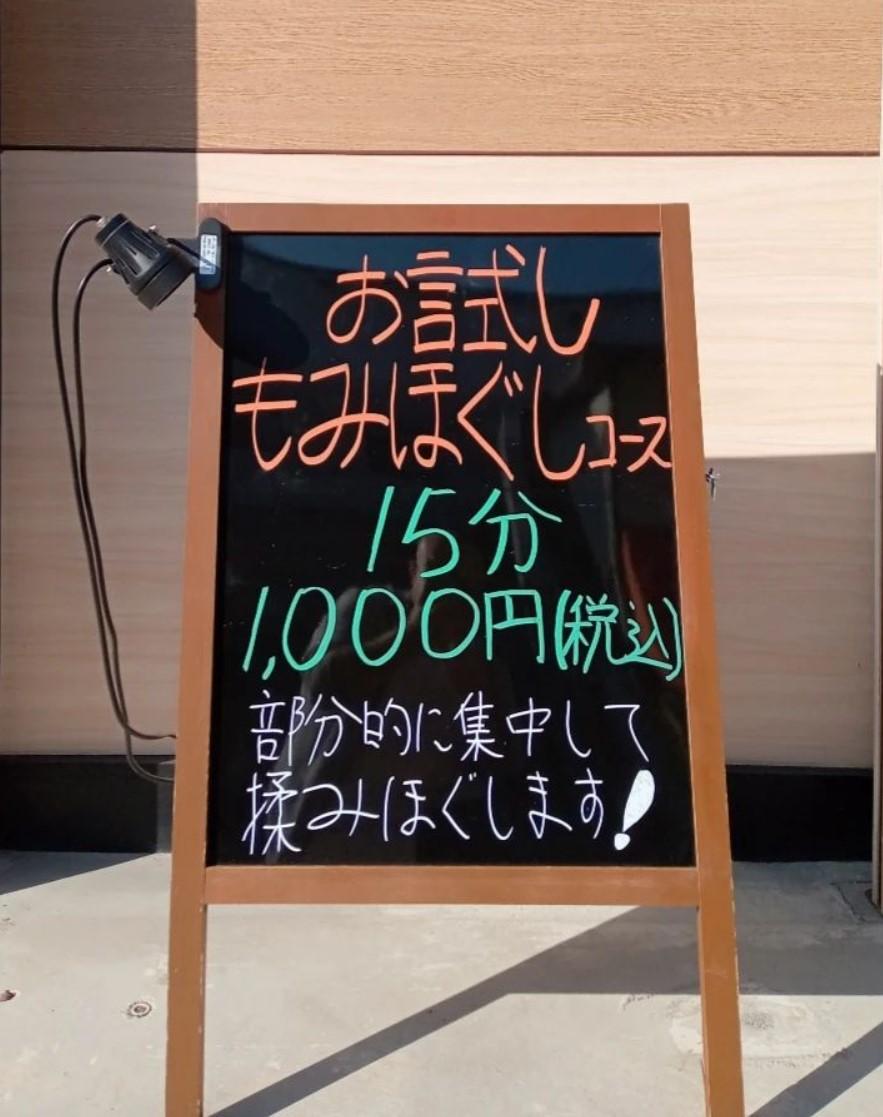 お試し
もみほぐしコース
15分
1,000円(税込)
部分的に集中して
揉みほぐします!